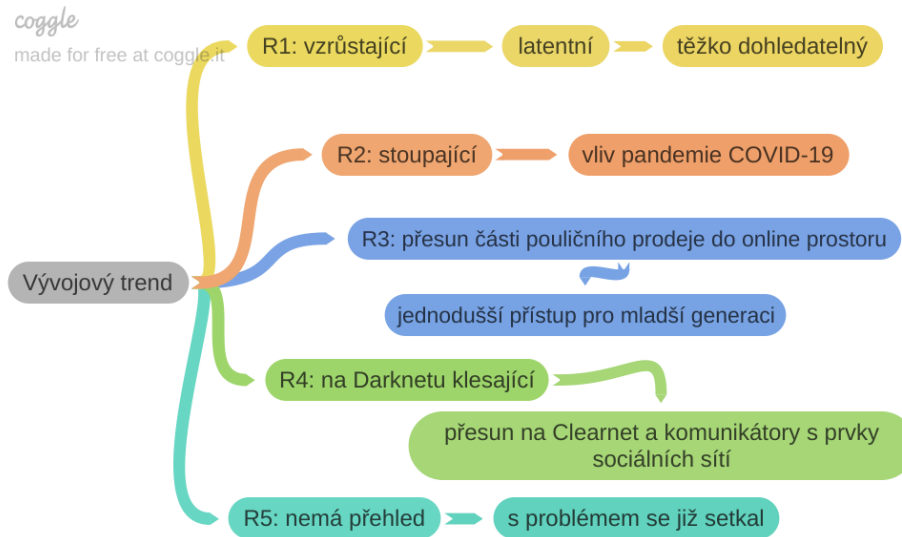 coggle
made for free at coggle.it
R1: vzrůstající
latentní
těžko dohledatelný
R2: stoupající
vliv pandemie COVID-19
R3: přesun části pouličního prodeje do online prostoru
Vývojový trend
jednodušší přístup pro mladší generaci
R4: na Darknetu klesající
přesun na Clearnet a komunikátory s prvky
sociálních sítí
R5: nemá přehled
s problémem se již setkal